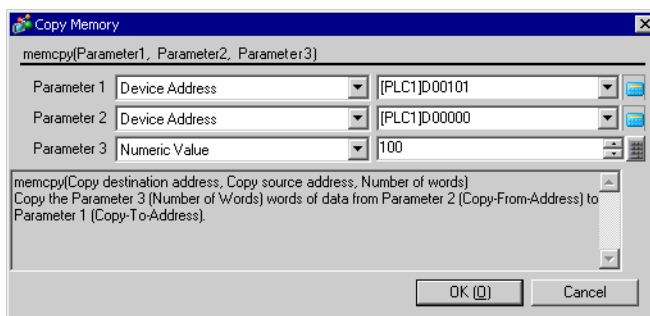 Copy Memory
memcpy(Parameter1, Parameter2, Parameter3)
Parameter 1 Device Address [PLC1]D00101
Parameter 2 Device Address [PLC1]D00000
Parameter 3 Numeric Value 100
memcpy(Copy destination address, Copy source address, Number of words)
Copy the Parameter 3 (Number of Words) words of data from Parameter 2 (Copy-From-Address) to
Parameter 1 (Copy-To-Address).
OK (O) Cancel